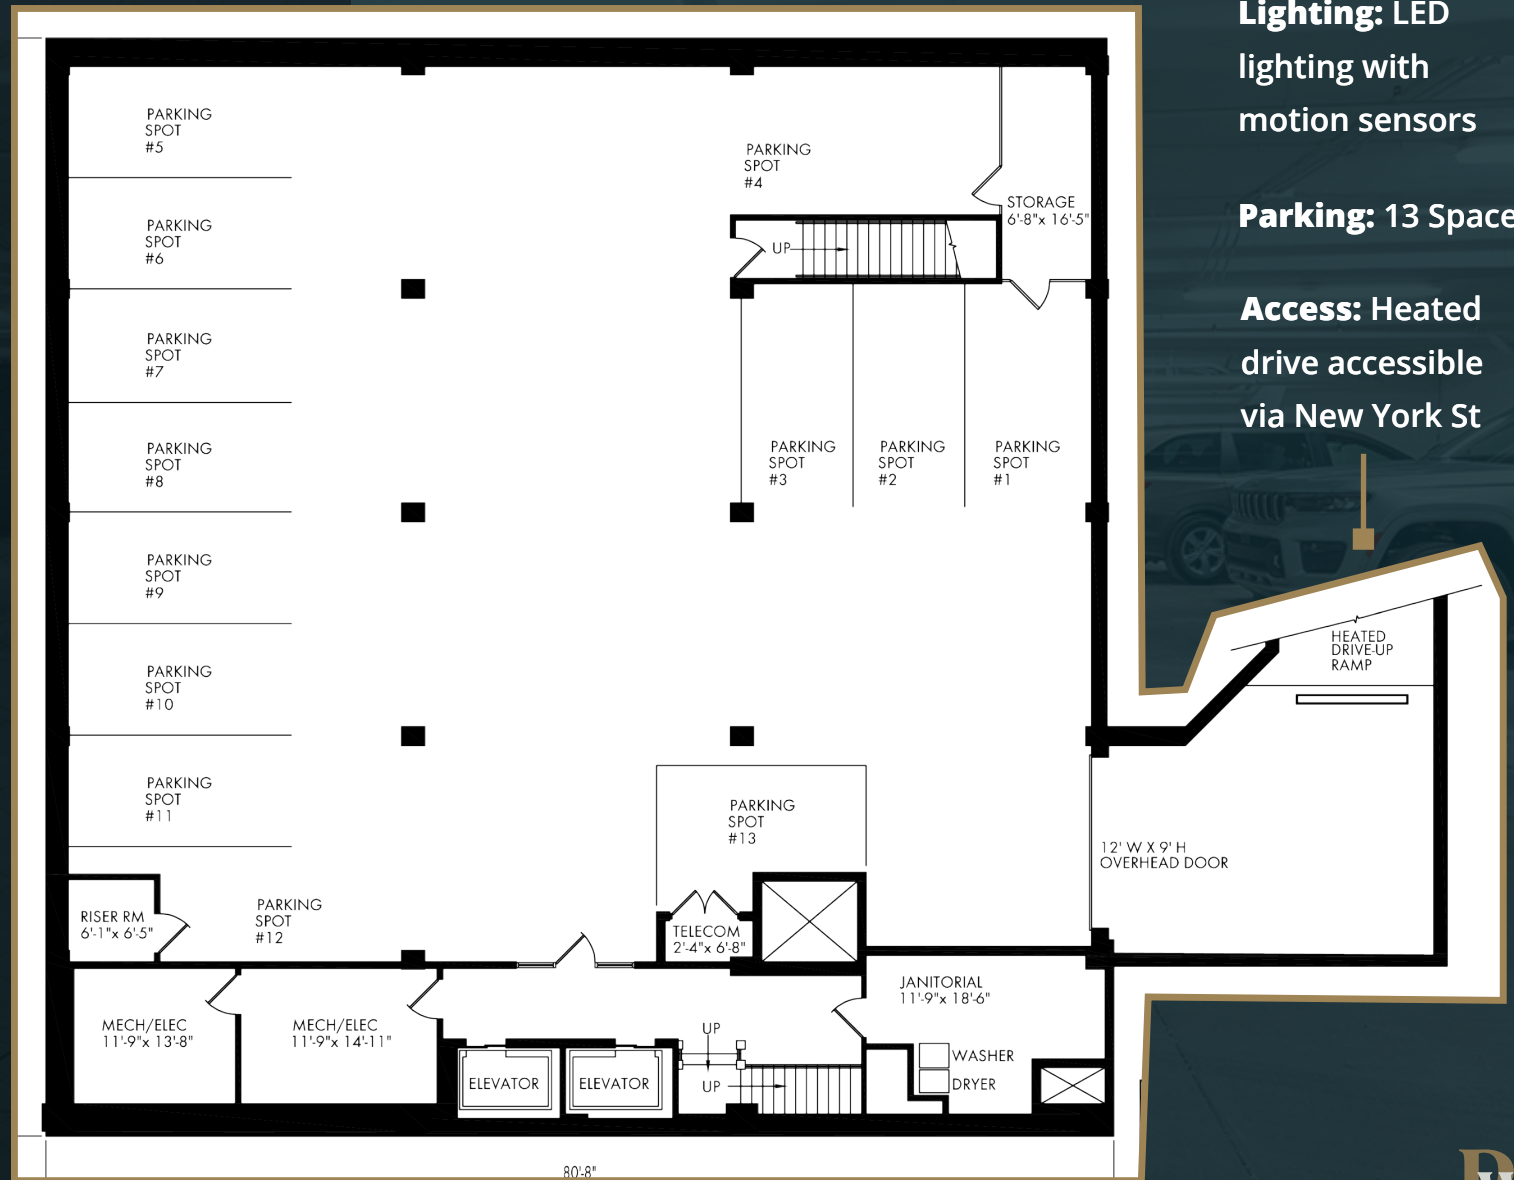 Lighting: LED
lighting with
motion sensors
Parking: 13 Space
Access: Heated
drive accessible
via New York St
PARKING
SPOT
#5
PARKING
SPOT
#4
STORAGE
6'-8"x 16'-5"
PARKING
SPOT
#6
UP
PARKING
SPOT
#7
PARKING
SPOT
#8
PARKING
SPOT
#3
PARKING
SPOT
#2
PARKING
SPOT
#1
PARKING
SPOT
#9
HEATED
DRIVE-UP
RAMP
PARKING
SPOT
#10
PARKING
SPOT
#11
PARKING
SPOT
#13
12' W X 9' H
OVERHEAD DOOR
RISER RM
6'-1"x 6'-5"
PARKING
SPOT
#12
TELECOM
2'-4"x 6'-8"
JANITORIAL
11'-9"x 18'-6"
MECH/ELEC
11'-9"x 13'-8"
MECH/ELEC
11'-9"x 14'-11"
UP
ELEVATOR
ELEVATOR
UP
WASHER
DRYER
80'-8"